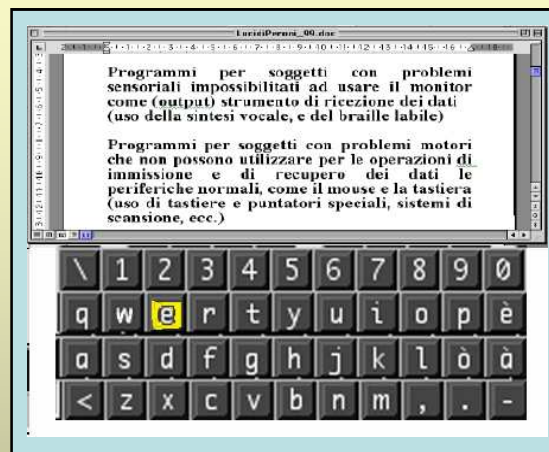 LucidiPeroni_99.doc
Programmi per soggetti con problemi
sensoriali impossibilitati ad usare il monitor
come (output) strumento di ricezione dei dati
(uso della sintesi vocale, e del braille labile)
Programmi per soggetti con problemi motori
che non possono utilizzare per le operazioni di
immissione e di recupero dei dati le
periferiche normali, come il mouse e la tastiera
(uso di tastiere e puntatori speciali, sistemi di
scansione, ecc.)
\ 1 2 3 4 5 6 7 8 9 0
q w e r t y u i o p è
a s d f g h j k l ò à
< z x c v b n m , . -